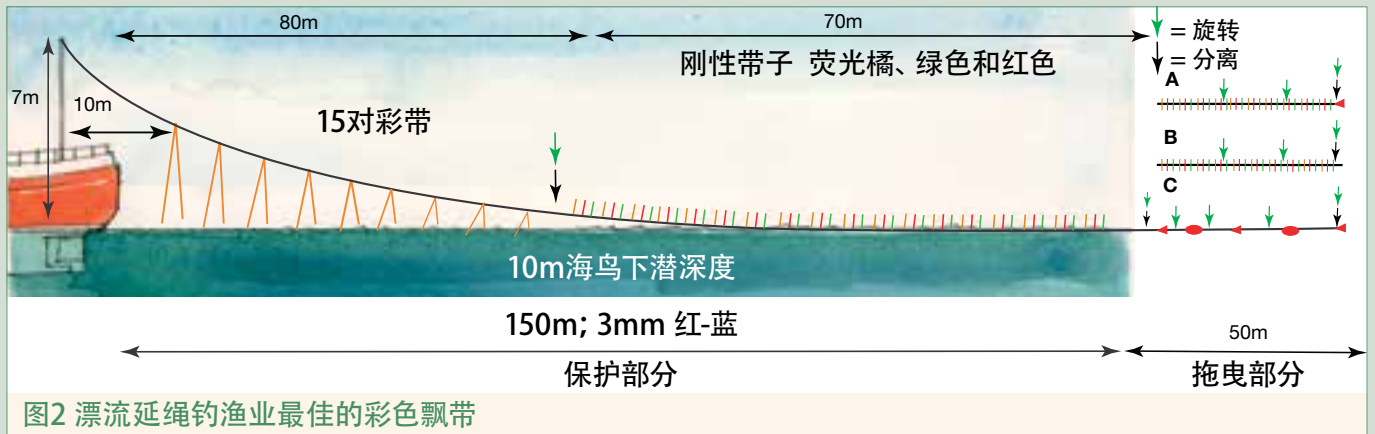 80m
70m
= 旋转
= 分离
刚性带子 荧光橘、绿色和红色
A
7m
10m
15对彩带
B
C
10m海鸟下潜深度
150m; 3mm 红-蓝
50m
保护部分
拖曳部分
图2 漂流延绳钓渔业最佳的彩色飘带